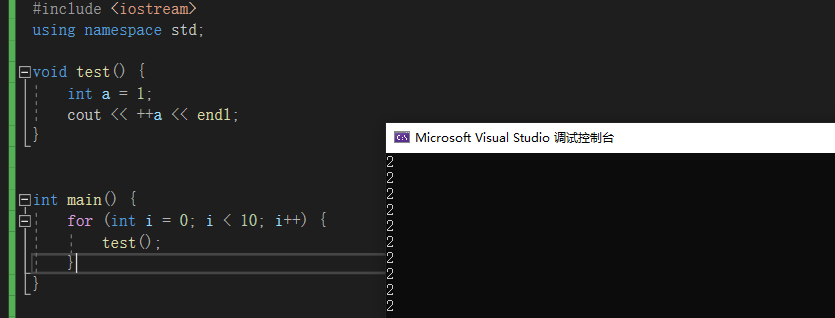 #include <iostream>
using namespace std;
void test() {
int a = 1;
cout << ++a << endl;
}
int main() {
for (int i = 0; i < 10; i++) {
test();
}
}
Microsoft Visual Studio 调试控制台
2
2
2
2
2
2
2
2
2
2